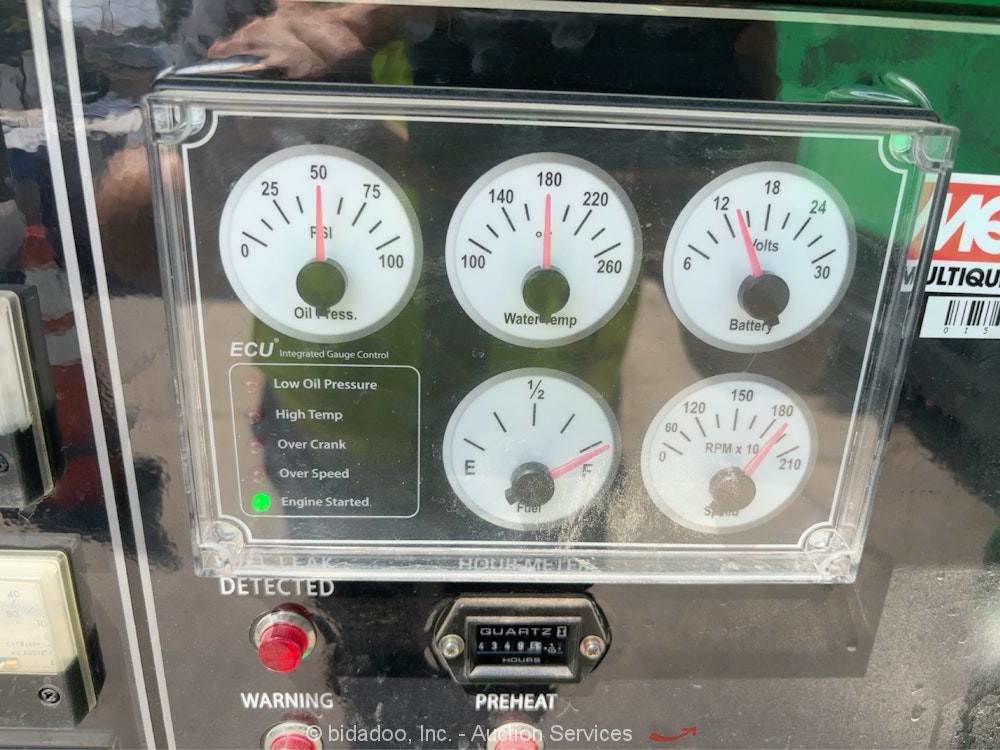 50
25 75
0 100
PSI
Oil Press.
180
140 220
100 260
Water Temp
18
12 24
6 30
Volts
Battery
ECU Integrated Gauge Control
Low Oil Pressure
High Temp
Over Crank
Over Speed
Engine Started
1/2
E F
Fuel
150
120 180
60
0 210
RPM x 10
Speed
LEAK
DETECTED
HOUR METER
QUARTZ
HOURS
WARNING
PREHEAT
MULTIQU
40
© bidadoo, Inc. - Auction Services